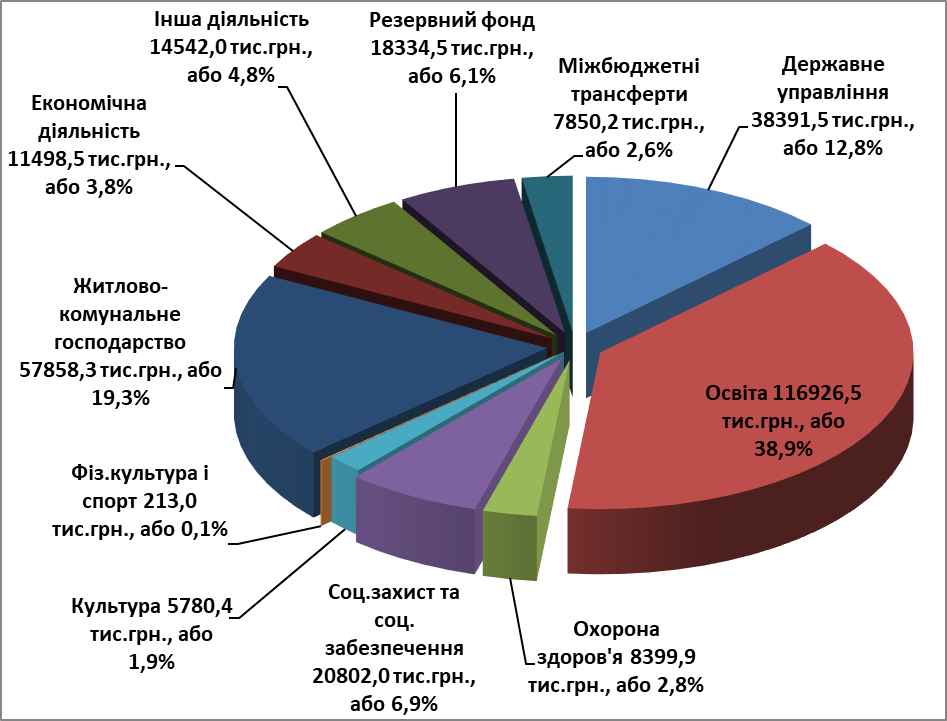 Інша діяльність
14542,0 тис.грн.,
або 4,8%
Резервний фонд
18334,5 тис.грн.,
або 6,1%
Міжбюджетні
трансферти
7850,2 тис.грн.,
або 2,6%
Державне
управління
38391,5 тис.грн.,
або 12,8%
Економічна
діяльність
11498,5 тис.грн.,
або 3,8%
Житлово-
комунальне
господарство
57858,3 тис.грн., або
19,3%
Освіта 116926,5
тис.грн., або
38,9%
Фіз.культура і
спорт 213,0
тис.грн., або 0,1%
Культура 5780,4
тис.грн., або
1,9%
Соц.захист та
соц.
забезпечення
20802,0 тис.грн.,
або 6,9%
Охорона
здоров'я 8399,9
тис.грн., або 2,8%